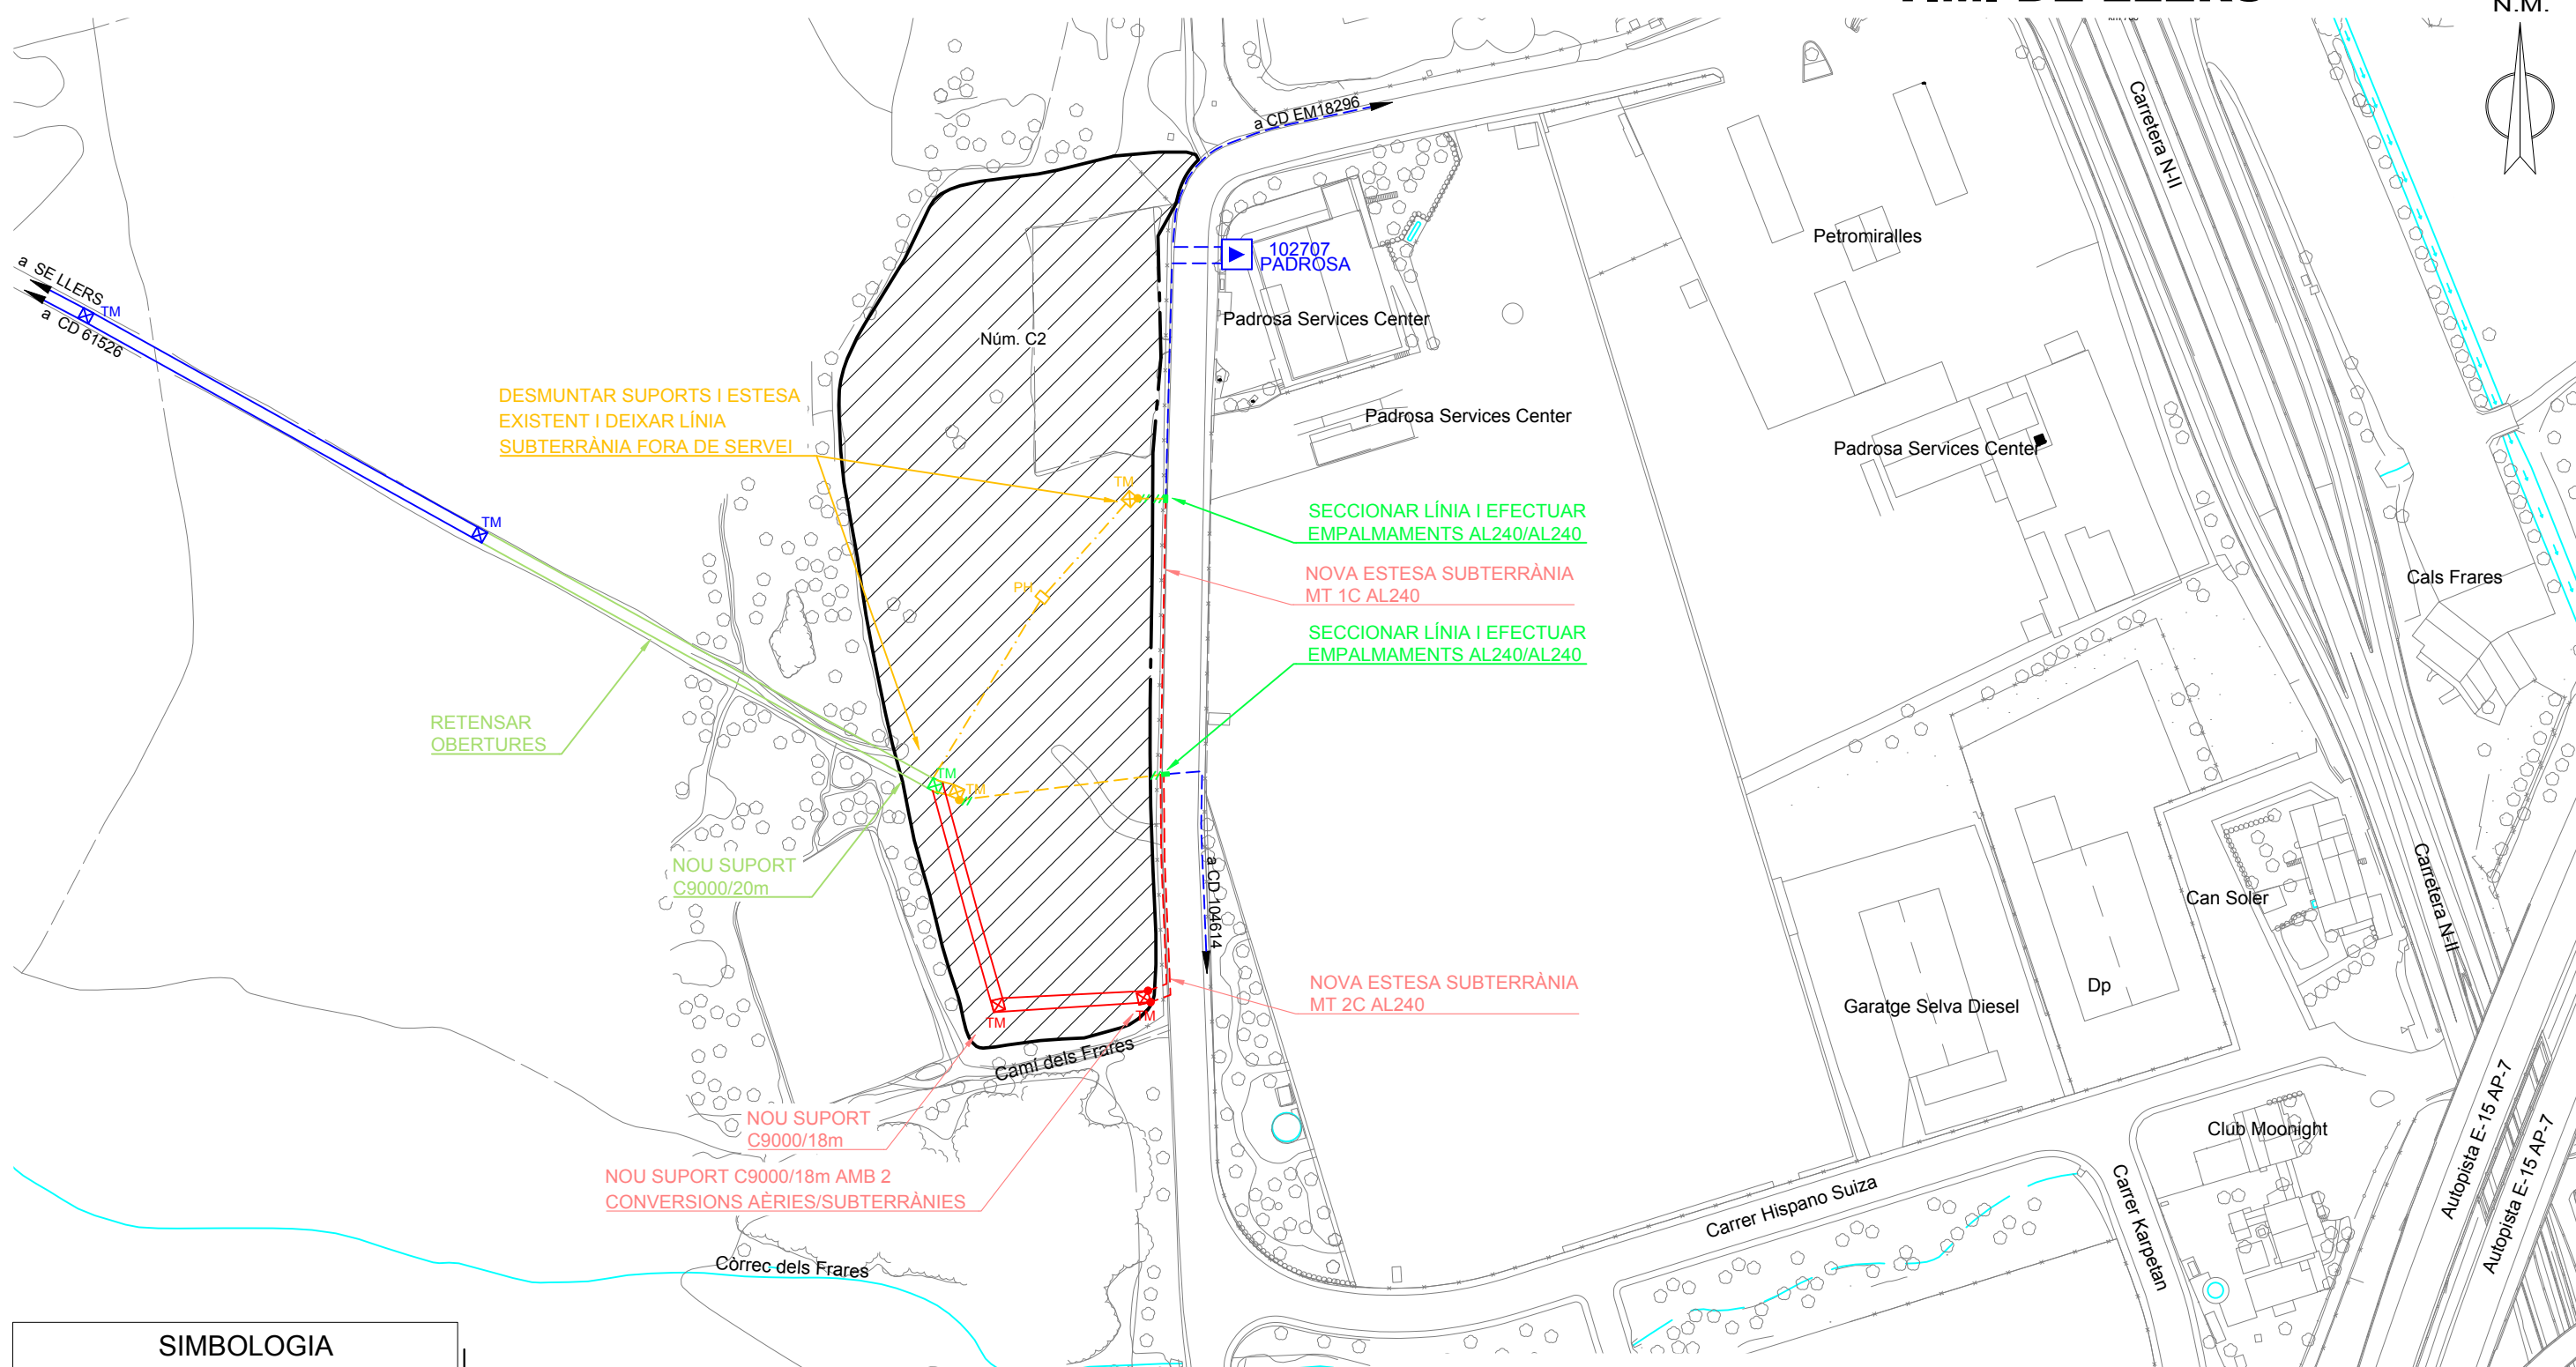 N.M.
a CD EM18296
Carretera N-II
Petromiralles
102707
PADROSA
a SE LLERS
TM
a CD 61526
Padrosa Services Center
Núm. C2
DESMUNTAR SUPORTS I ESTESA
EXISTENT I DEIXAR LÍNIA
SUBTERRÀNIA FORA DE SERVEI
Padrosa Services Center
Padrosa Services Center
TM
TM
SECCIONAR LÍNIA I EFECTUAR
EMPALMAMENTS AL240/AL240
NOVA ESTESA SUBTERRÀNIA
MT 1C AL240
Cals Frares
PH
SECCIONAR LÍNIA I EFECTUAR
EMPALMAMENTS AL240/AL240
RETENSAR
OBERTURES
TM
TM
NOU SUPORT
C9000/20m
a CD 104614
Can Soler
Carretera N-II
NOVA ESTESA SUBTERRÀNIA
MT 2C AL240
Dp
Garatge Selva Diesel
TM
TM
Camí dels Frares
NOU SUPORT
C9000/18m
Club Moonight
Autopista E-15 AP-7
Autopista E-15 AP-7
NOU SUPORT C9000/18m AMB 2
CONVERSIONS AÈRIES/SUBTERRÀNIES
Carrer Hispano Suiza
Carrer Karpetan
Còrrec dels Frares
SIMBOLOGIA